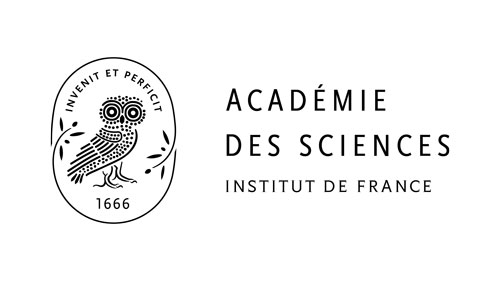 INVENIT ET PERFICIT
1666
ACADÉMIE
DES SCIENCES
INSTITUT DE FRANCE